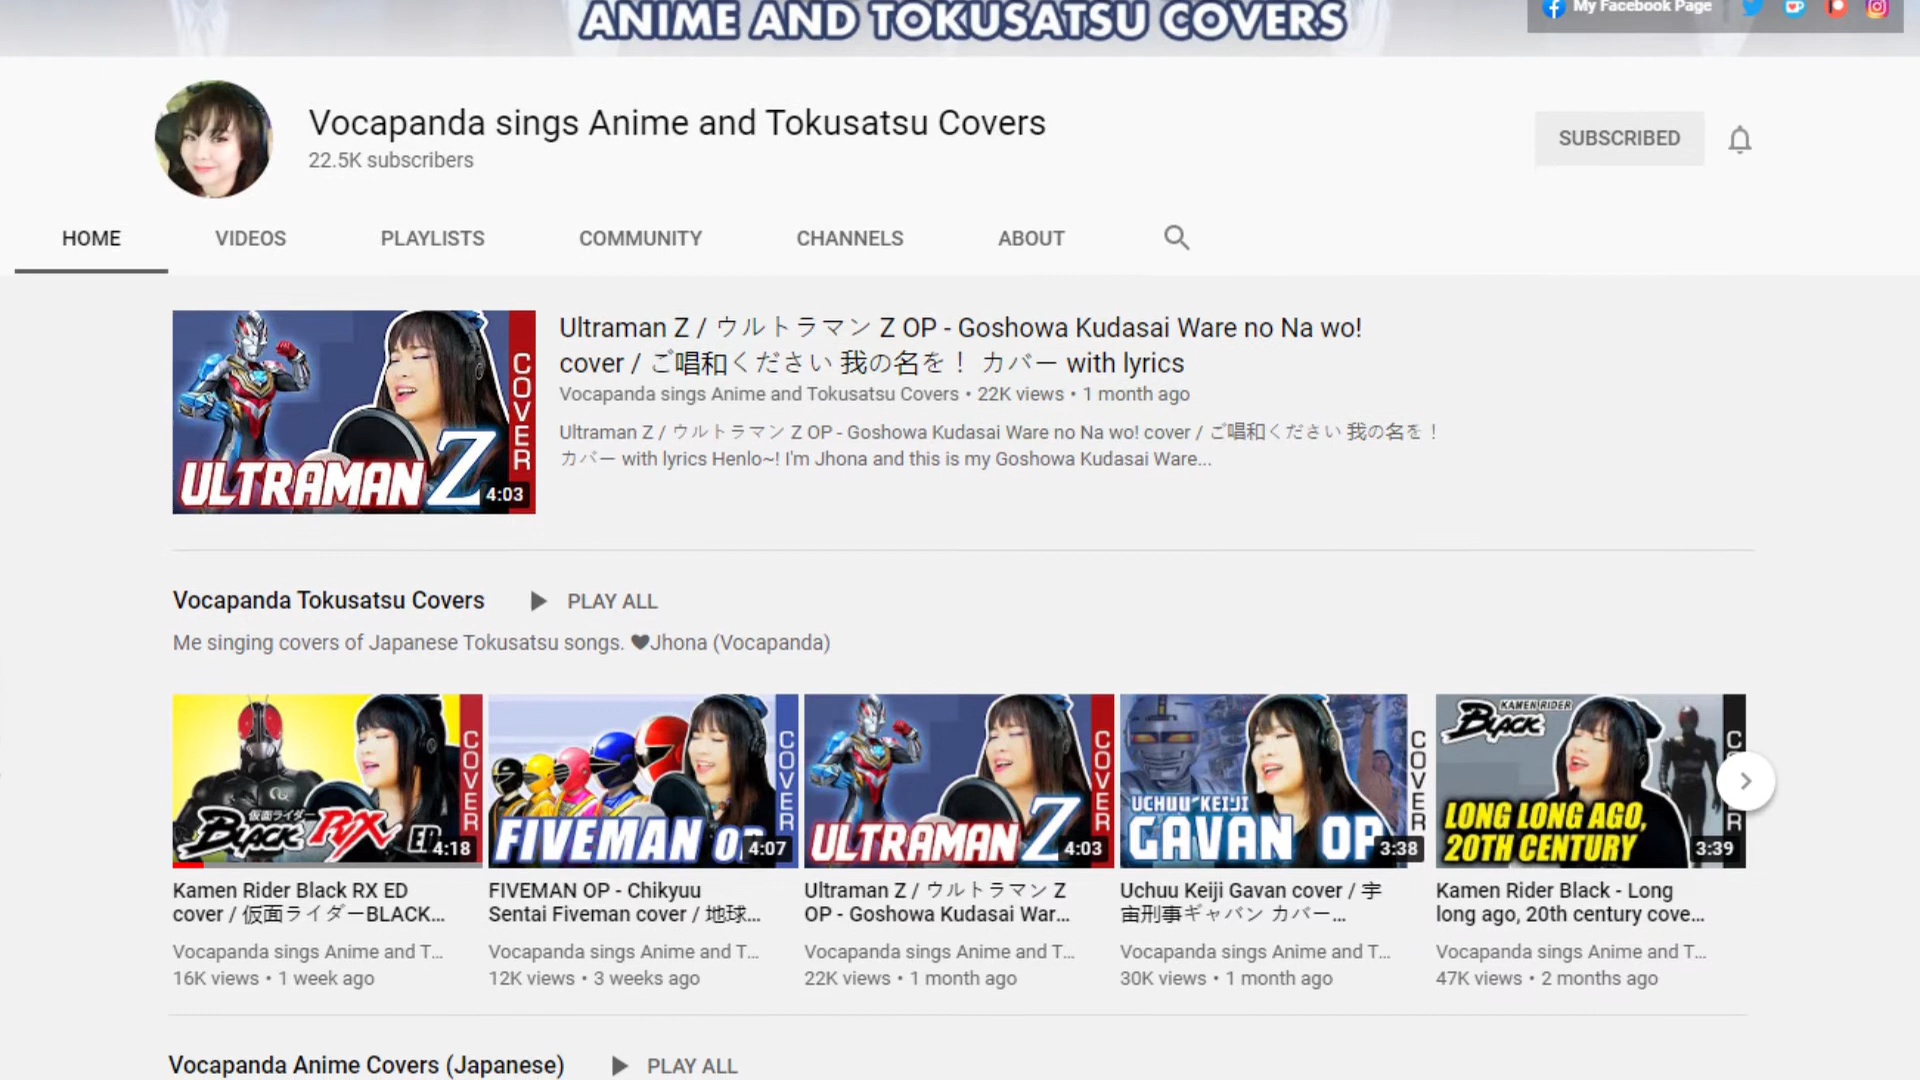 ANIME AND TOKUSATSU COVERS
My Facebook Page
Vocapanda sings Anime and Tokusatsu Covers
22.5K subscribers
SUBSCRIBED
HOME VIDEOS PLAYLISTS COMMUNITY CHANNELS ABOUT
COVER
ULTRAMAN Z
4:03
Ultraman Z / ウルトラマン Z OP - Goshowa Kudasai Ware no Na wo!
cover / ご唱和ください 我の名を！ カバー with lyrics
Vocapanda sings Anime and Tokusatsu Covers • 22K views • 1 month ago
Ultraman Z / ウルトラマン Z OP - Goshowa Kudasai Ware no Na wo! cover / ご唱和ください 我の名を！
カバー with lyrics Henlo~! I'm Jhona and this is my Goshowa Kudasai Ware...
Vocapanda Tokusatsu Covers PLAY ALL
Me singing covers of Japanese Tokusatsu songs. ♥Jhona (Vocapanda)
COVER
仮面ライダー
BLACK RX ED
4:18
Kamen Rider Black RX ED
cover / 仮面ライダーBLACK...
Vocapanda sings Anime and T...
16K views • 1 week ago
COVER
FIVEMAN OP
4:07
FIVEMAN OP - Chikyuu
Sentai Fiveman cover / 地球...
Vocapanda sings Anime and T...
12K views • 3 weeks ago
COVER
ULTRAMAN Z
4:03
Ultraman Z / ウルトラマン Z
OP - Goshowa Kudasai War...
Vocapanda sings Anime and T...
22K views • 1 month ago
COVER
UCHUU KEIJI
GAVAN OP
3:38
Uchuu Keiji Gavan cover / 宇
宙刑事ギャバン カバー...
Vocapanda sings Anime and T...
30K views • 1 month ago
KAMEN RIDER
BLACK
LONG LONG AGO,
20TH CENTURY
3:39
Kamen Rider Black - Long
long ago, 20th century cove...
Vocapanda sings Anime and T...
47K views • 2 months ago
Vocapanda Anime Covers (Japanese) PLAY ALL